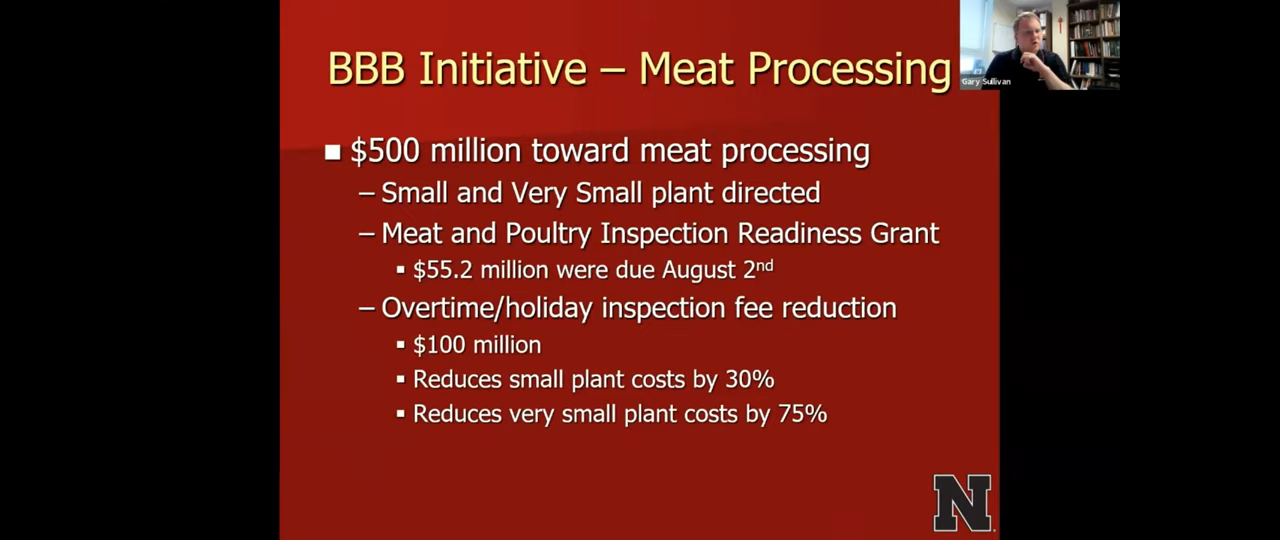 BBB Initiative – Meat Processing
Gary Sullivan
■ $500 million toward meat processing
– Small and Very Small plant directed
– Meat and Poultry Inspection Readiness Grant
▪ $55.2 million were due August 2nd
– Overtime/holiday inspection fee reduction
▪ $100 million
▪ Reduces small plant costs by 30%
▪ Reduces very small plant costs by 75%
N